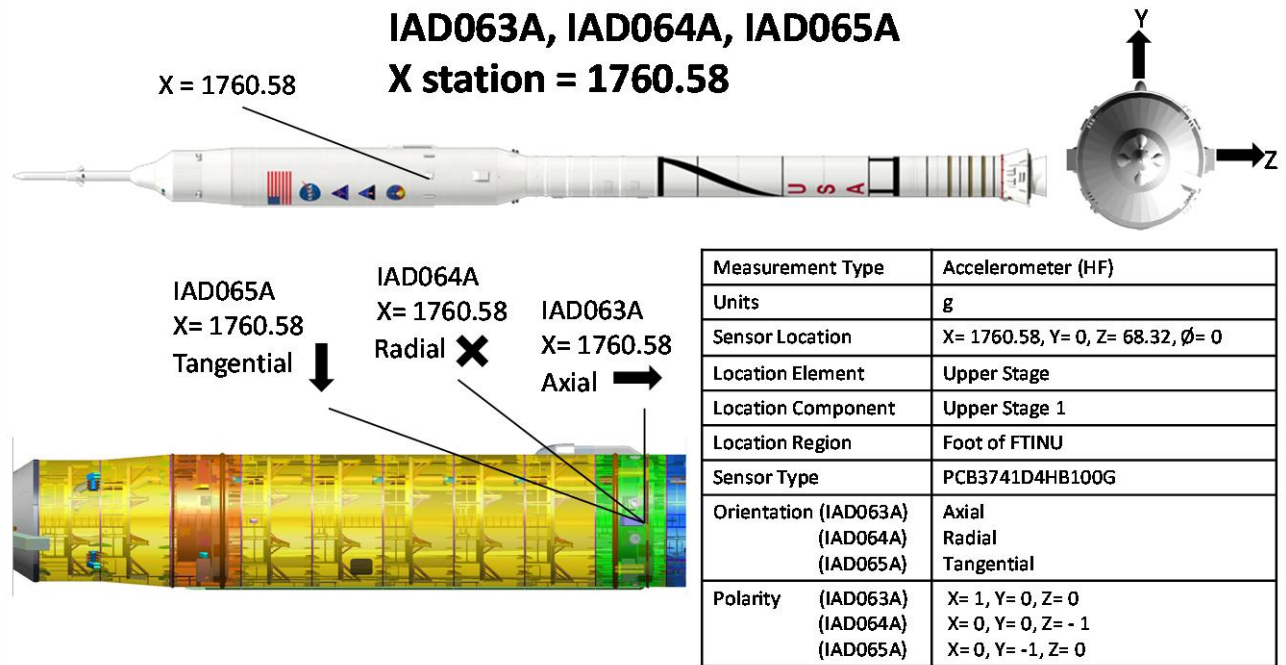 IAD063A, IAD064A, IAD065A
X station = 1760.58
X = 1760.58
Y
Z
USA
IAD065A
X= 1760.58
Tangential
IAD064A
X= 1760.58
Radial
IAD063A
X= 1760.58
Axial
Measurement Type Accelerometer (HF)
Units g
Sensor Location X= 1760.58, Y= 0, Z= 68.32, Ø= 0
Location Element Upper Stage
Location Component Upper Stage 1
Location Region Foot of FTINU
Sensor Type PCB3741D4HB100G
Orientation (IAD063A) Axial
(IAD064A) Radial
(IAD065A) Tangential
Polarity (IAD063A) X= 1, Y= 0, Z= 0
(IAD064A) X= 0, Y= 0, Z= - 1
(IAD065A) X= 0, Y= -1, Z= 0